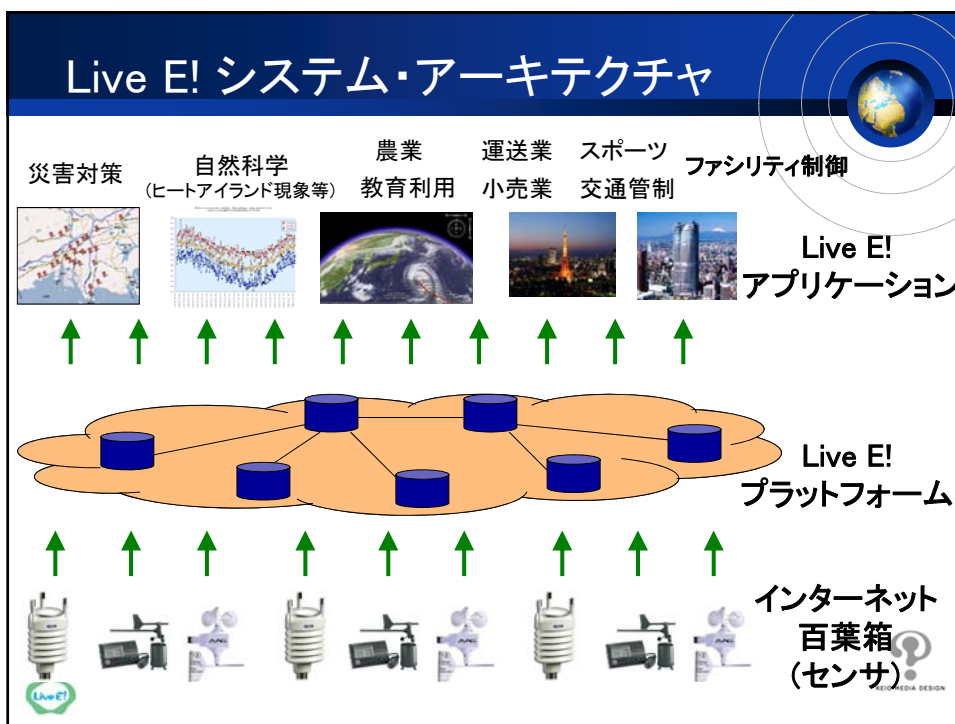 Live E! システム・アーキテクチャ
災害対策
自然科学
(ヒートアイランド現象等)
農業
教育利用
運送業
小売業
スポーツ
交通管制
ファシリティ制御
Live E!
アプリケーション
Live E!
プラットフォーム
インターネット
百葉箱
(センサ)
Live E!
KEIO MEDIA DESIGN